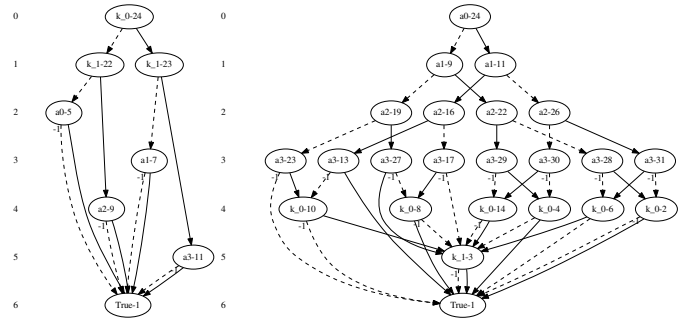 0 k_0-24 0 a0-24
1 k_1-22 k_1-23 1 a1-9 a1-11
2 a0-5 2 a2-19 a2-16 a2-22 a2-26
-1
3 a1-7 3 a3-23 a3-13 a3-27 a3-17 a3-29 a3-30 a3-28 a3-31
-1 -1 -1 -1 -1 -1 -1 -1 -1
4 a2-9 4 k_0-10 k_0-8 k_0-14 k_0-4 k_0-6 k_0-2
-1 -1
5 a3-11 5 k_1-3
-1
6 True-1 6 True-1